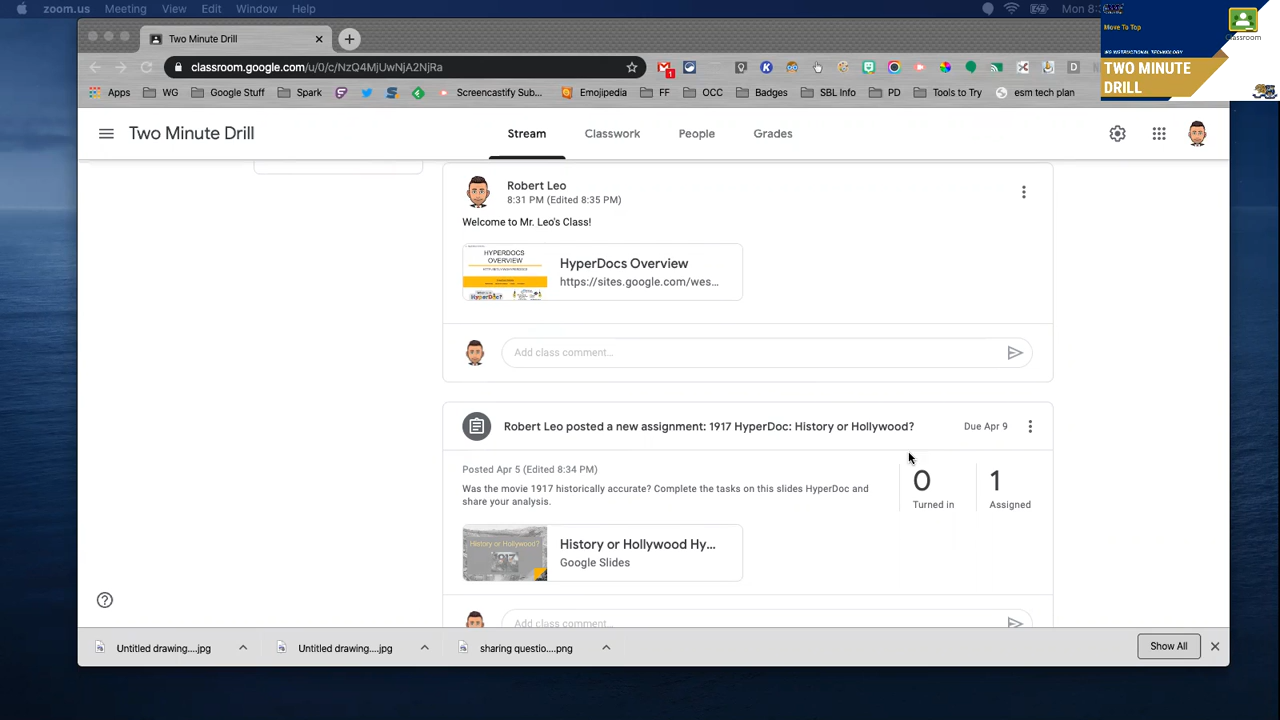 zoom.us Meeting View Edit Window Help Mon 8:
Move To Top
Classroom
TWO MINUTE
DRILL
Two Minute Drill
classroom.google.com/u/0/c/NzQ4MjUwNjA2NjRa
1
Apps WG Google Stuff Spark Screencastify Sub... Emojipedia FF OCC Badges SBL Info PD Tools to Try esm tech plan
Two Minute Drill Stream Classwork People Grades
Robert Leo
8:31 PM (Edited 8:35 PM)
Welcome to Mr. Leo's Class!
HYPERDOCS
OVERVIEW
HyperDocs Overview
https://sites.google.com/wes...
Add class comment...
Robert Leo posted a new assignment: 1917 HyperDoc: History or Hollywood? Due Apr 9
Posted Apr 5 (Edited 8:34 PM)
Was the movie 1917 historically accurate? Complete the tasks on this slides HyperDoc and
share your analysis.
0 1
Turned in Assigned
History or Hollywood?
1917
History or Hollywood Hy...
Google Slides
Add class comment...
Untitled drawing....jpg Untitled drawing....jpg sharing questio....png Show All